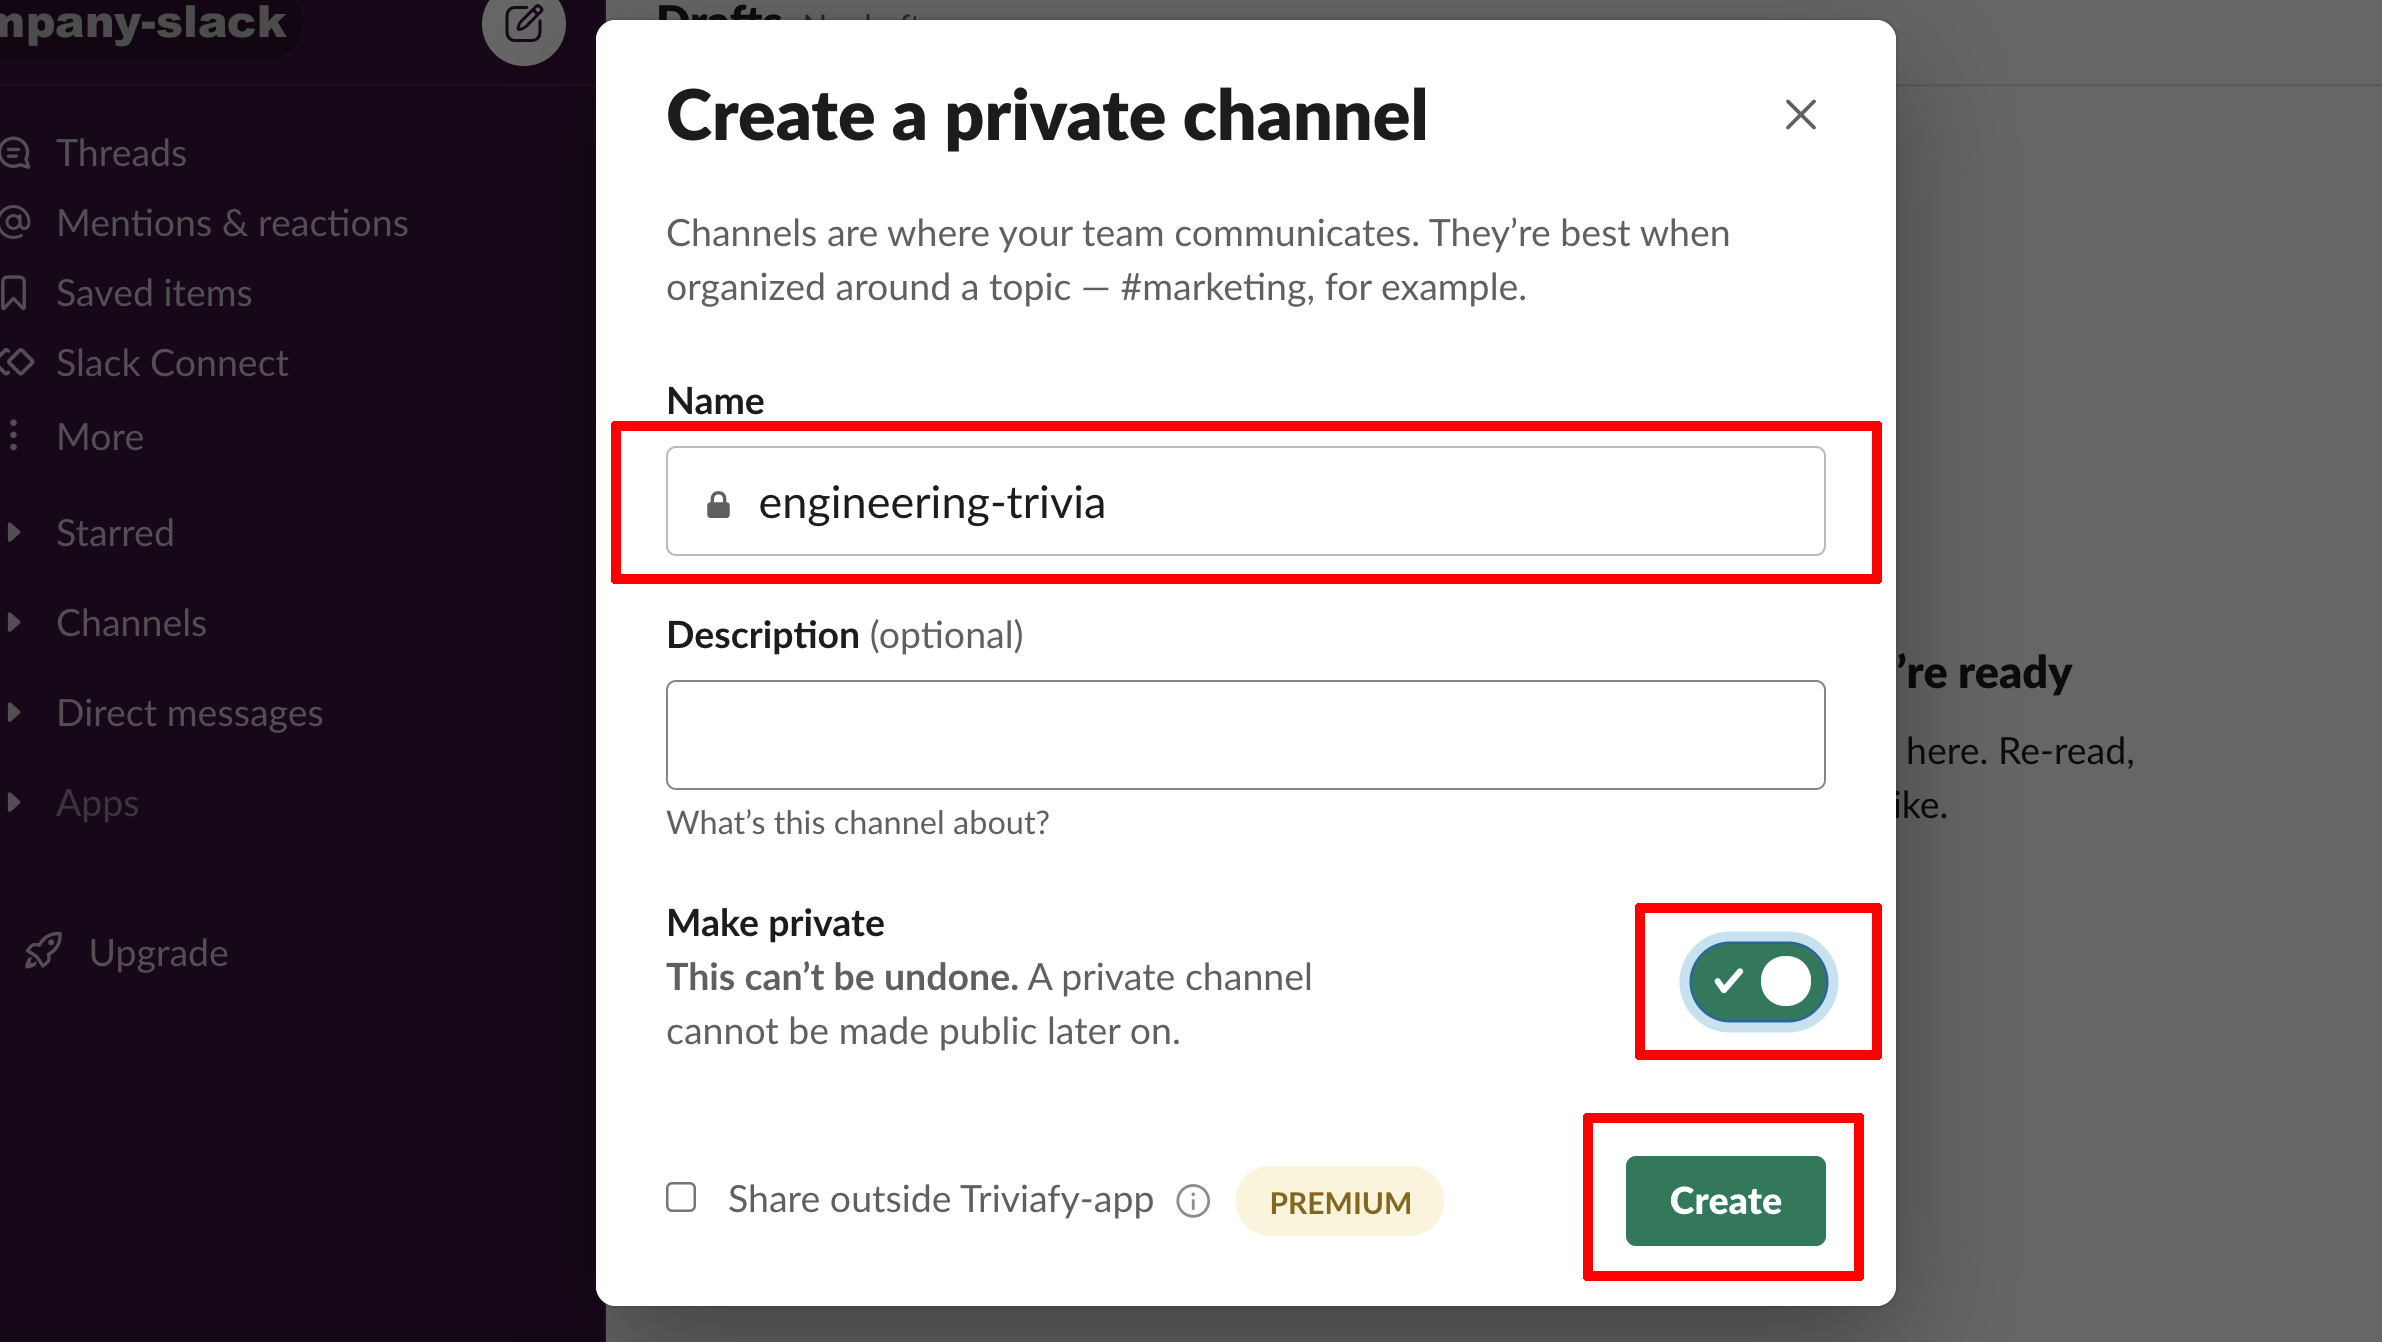 mpany-slack
Threads
Mentions & reactions
Saved items
Slack Connect
More
Starred
Channels
Direct messages
Apps
Upgrade
Drafts
Create a private channel
Channels are where your team communicates. They’re best when
organized around a topic — #marketing, for example.
Name
engineering-trivia
Description (optional)
What’s this channel about?
Make private
This can’t be undone. A private channel
cannot be made public later on.
Share outside Triviafy-app
PREMIUM
Create
’re ready
here. Re-read,
ike.